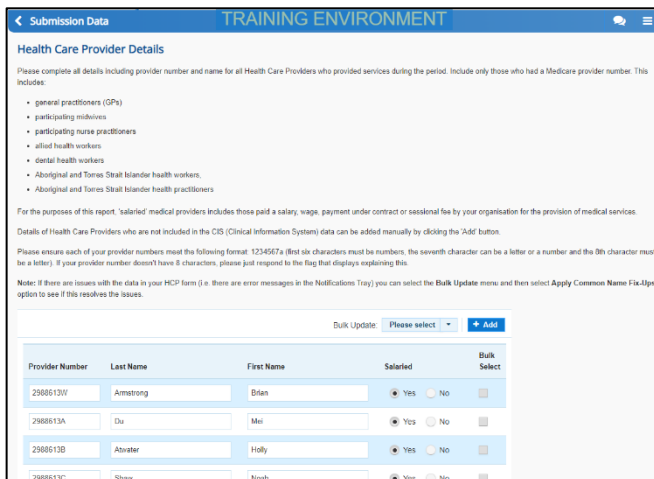 Submission Data
TRAINING ENVIRONMENT
Health Care Provider Details
Please complete all details including provider number and name for all Health Care Providers who provided services during the period. Include only those who had a Medicare provider number. This
includes:
• general practitioners (GPs)
• participating midwives
• participating nurse practitioners
• allied health workers
• dental health workers
• Aboriginal and Torres Strait Islander health workers,
• Aboriginal and Torres Strait Islander health practitioners
For the purposes of this report, 'salaried' medical providers includes those paid a salary, wage, payment under contract or sessional fee by your organisation for the provision of medical services.
Details of Health Care Providers who are not included in the CIS (Clinical Information System) data can be added manually by clicking the 'Add' button.
Please ensure each of your provider numbers meet the following format: 1234567a (first six characters must be numbers, the seventh character can be a letter or a number and the 8th character must
be a letter). If your provider number doesn't have 8 characters, please just respond to the flag that displays explaining this.
Note: If there are issues with the data in your HCP form (i.e. there are error messages in the Notifications Tray) you can select the Bulk Update menu and then select Apply Common Name Fix-Ups
option to see if this resolves the issues.
Bulk Update: Please select + Add
Provider Number Last Name First Name Salaried Bulk
Select
2988613W Armstrong Brian Yes No
2988613A Du Mei Yes No
2988613B Atwater Holly Yes No
2988613C Shaw Noah Yes No